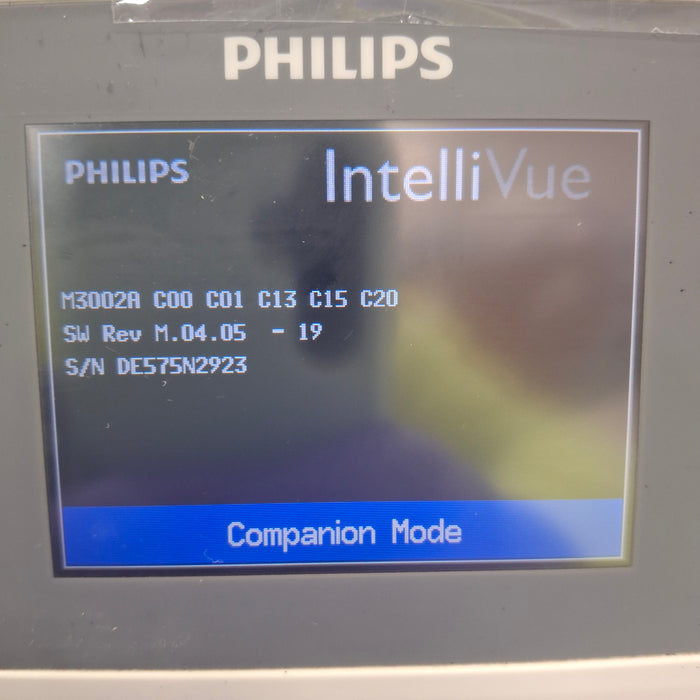 PHILIPS
PHILIPS IntelliVue
M3002A C00 C01 C13 C15 C20
SW Rev M.04.05 - 19
S/N DE575N2923
Companion Mode